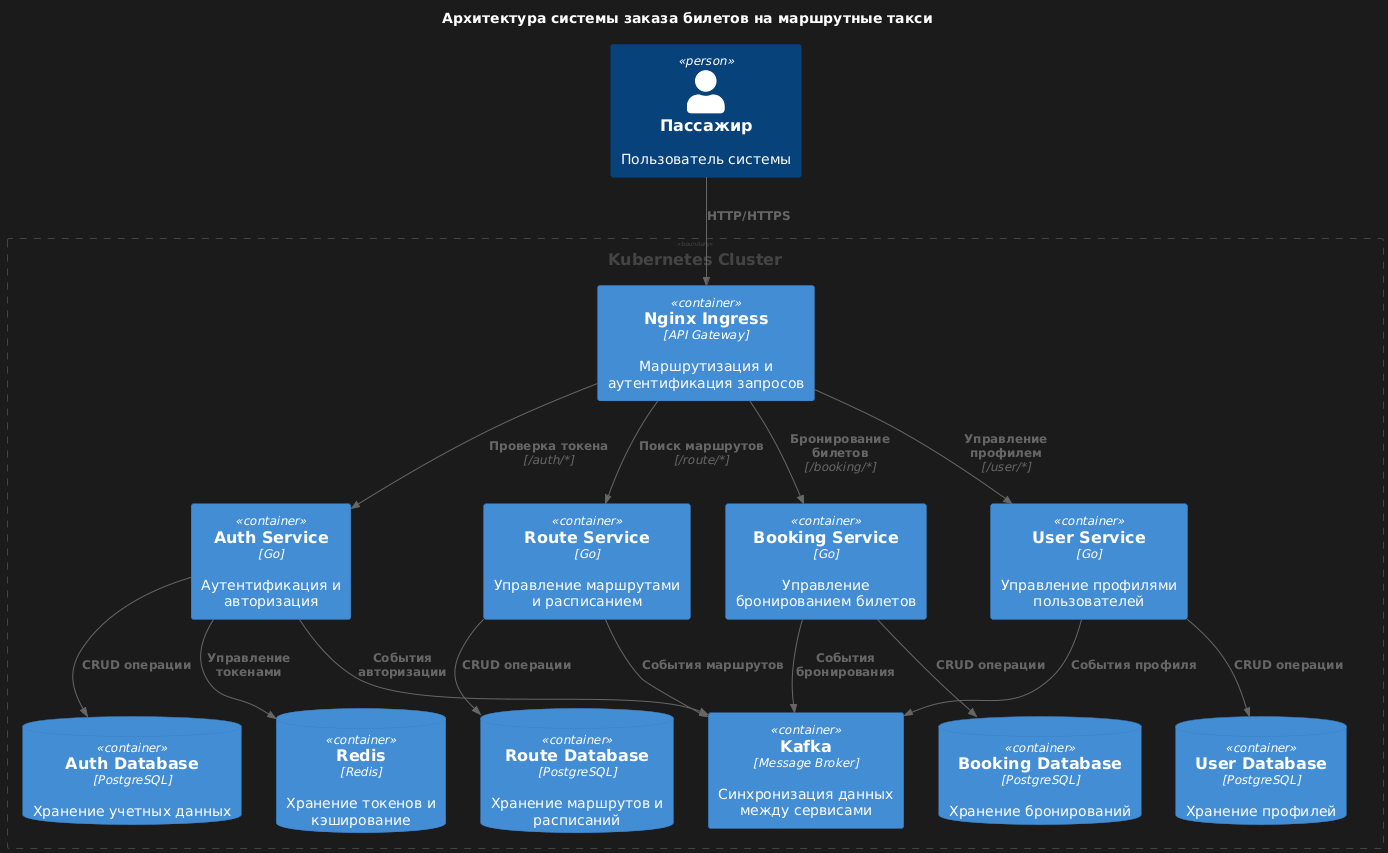 Архитектура системы заказа билетов на маршрутные такси
«person»
Пассажир
Пользователь системы
HTTP/HTTPS
«boundary»
Kubernetes Cluster
«container»
Nginx Ingress
[API Gateway]
Маршрутизация и
аутентификация запросов
Проверка токена
[/auth/*]
Поиск маршрутов
[/route/*]
Бронирование
билетов
[/booking/*]
Управление
профилем
[/user/*]
«container»
Auth Service
[Go]
Аутентификация и
авторизация
«container»
Route Service
[Go]
Управление маршрутами
и расписанием
«container»
Booking Service
[Go]
Управление
бронированием билетов
«container»
User Service
[Go]
Управление профилями
пользователей
CRUD операции
Управление
токенами
События
авторизации
CRUD операции
События маршрутов
События
бронирования
CRUD операции
События профиля
CRUD операции
«container»
Auth Database
[PostgreSQL]
Хранение учетных данных
«container»
Redis
[Redis]
Хранение токенов и
кэширование
«container»
Route Database
[PostgreSQL]
Хранение маршрутов и
расписаний
«container»
Kafka
[Message Broker]
Синхронизация данных
между сервисами
«container»
Booking Database
[PostgreSQL]
Хранение бронирований
«container»
User Database
[PostgreSQL]
Хранение профилей